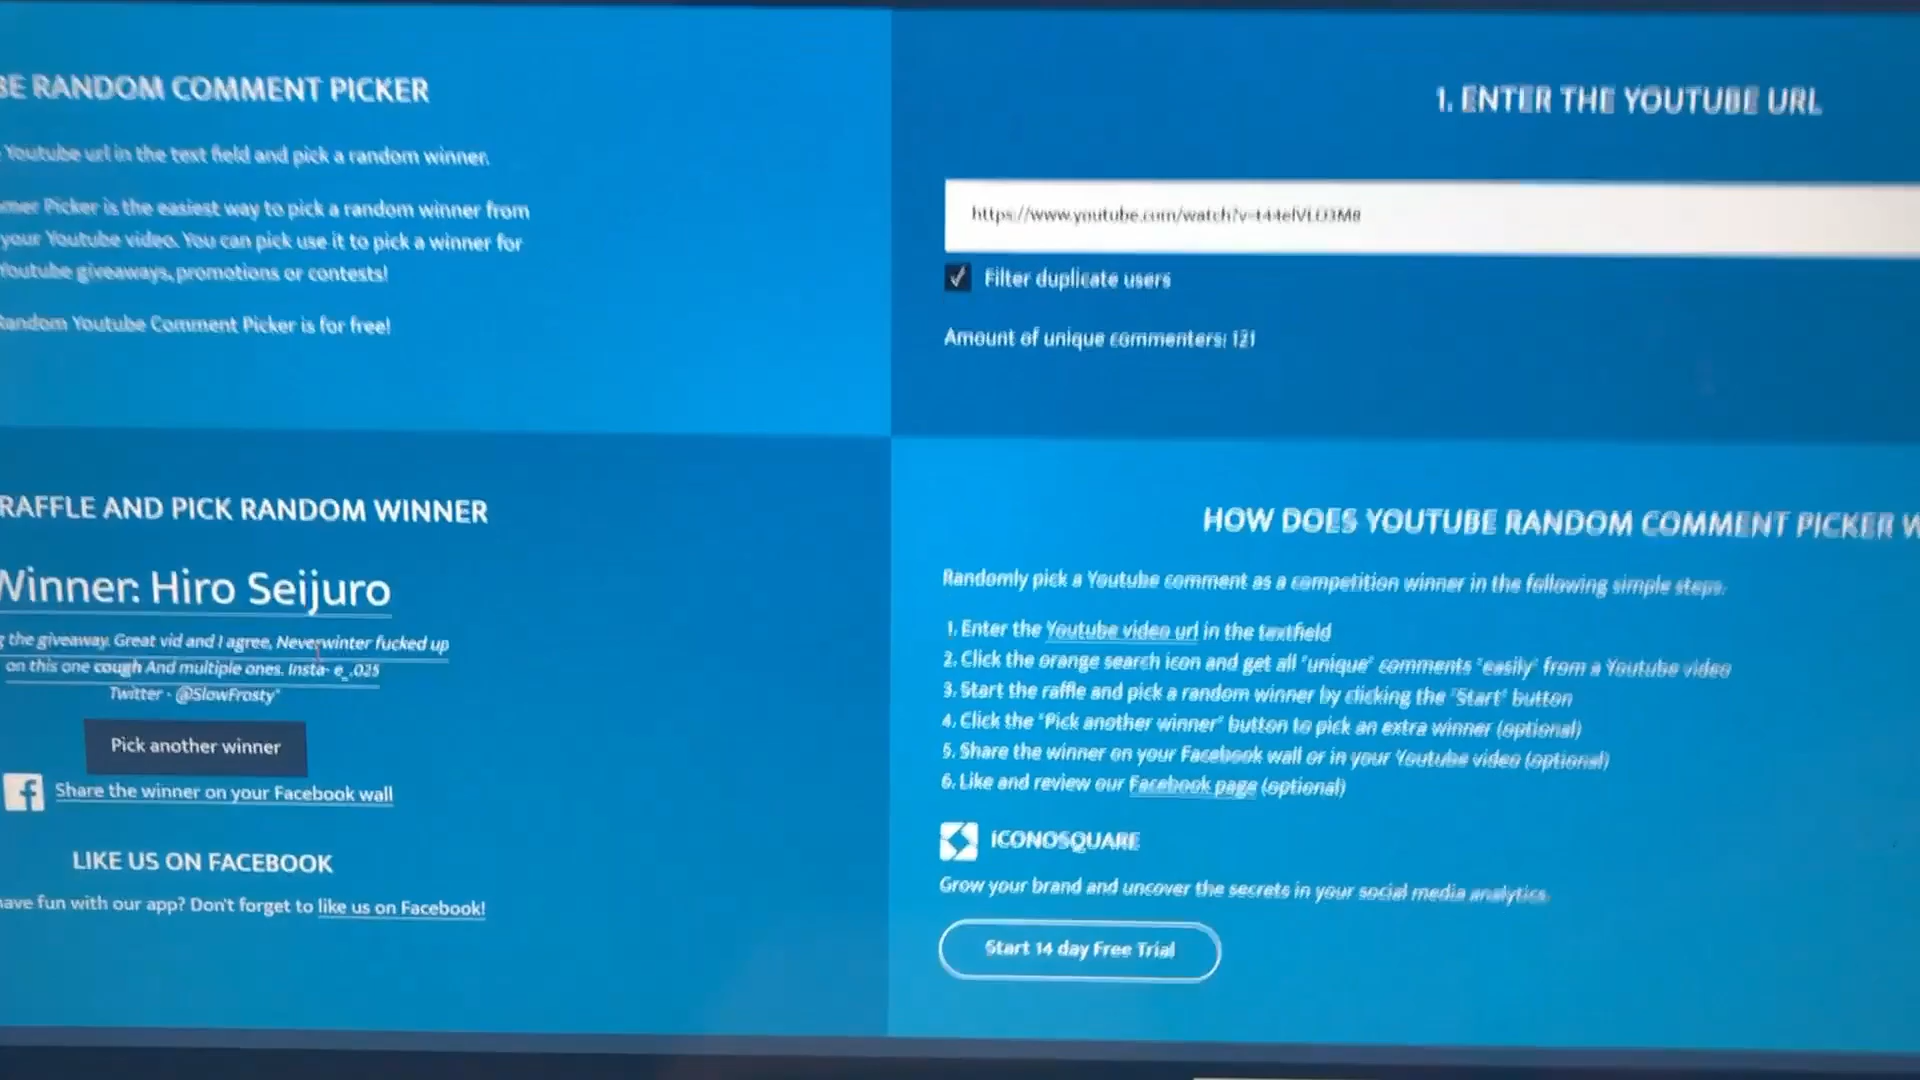 BE RANDOM COMMENT PICKER
Youtube url in the text field and pick a random winner.
Picker is the easiest way to pick a random winner from
your Youtube video. You can pick use it to pick a winner for
Youtube giveaways, promotions or contests!
Random Youtube Comment Picker is for free!
1. ENTER THE YOUTUBE URL
Filter duplicate users
Amount of unique commenters: 121
RAFFLE AND PICK RANDOM WINNER
Winner: Hiro Seijuro
the giveaway. Great vid and I agree, Neverwinter fucked up
on this one cough And multiple ones. Insta- e_.025
Twitter - @SlowFrosty"
Pick another winner
Share the winner on your Facebook wall
LIKE US ON FACEBOOK
have fun with our app? Don't forget to like us on Facebook!
HOW DOES YOUTUBE RANDOM COMMENT PICKER W
Randomly pick a Youtube comment as a competition winner in the following simple steps.
1. Enter the Youtube video url in the textfield
2. Click the orange search icon and get all "unique" comments "easily" from a Youtube video
3. Start the raffle and pick a random winner by clicking the "Start" button
4. Click the "Pick another winner" button to pick an extra winner (optional)
5. Share the winner on your Facebook wall or in your Youtube video (optional)
6. Like and review our Facebook page (optional)
iCONOSQUARE
Grow your brand and uncover the secrets in your social media analytics.
Start 14 day Free Trial